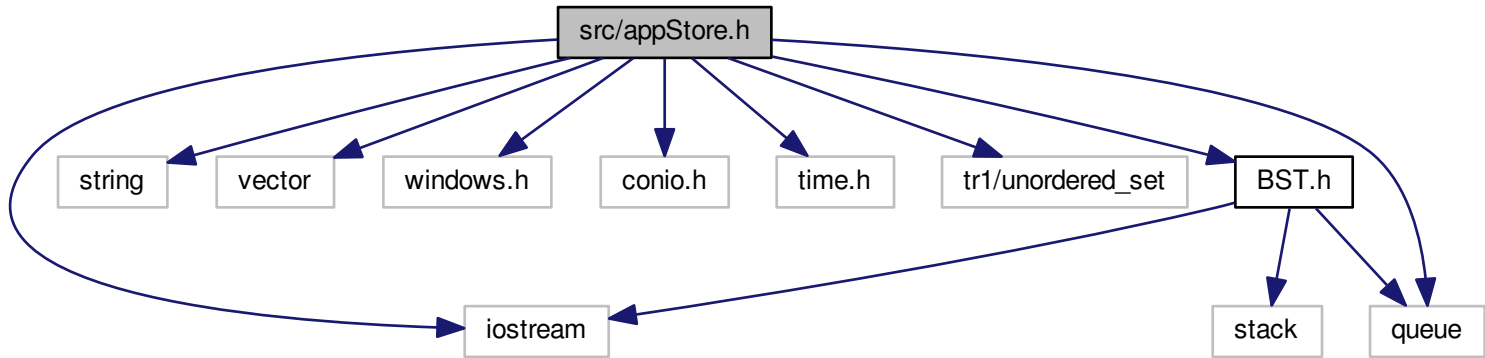 src/appStore.h
string
vector
windows.h
conio.h
time.h
tr1/unordered_set
BST.h
iostream
stack
queue